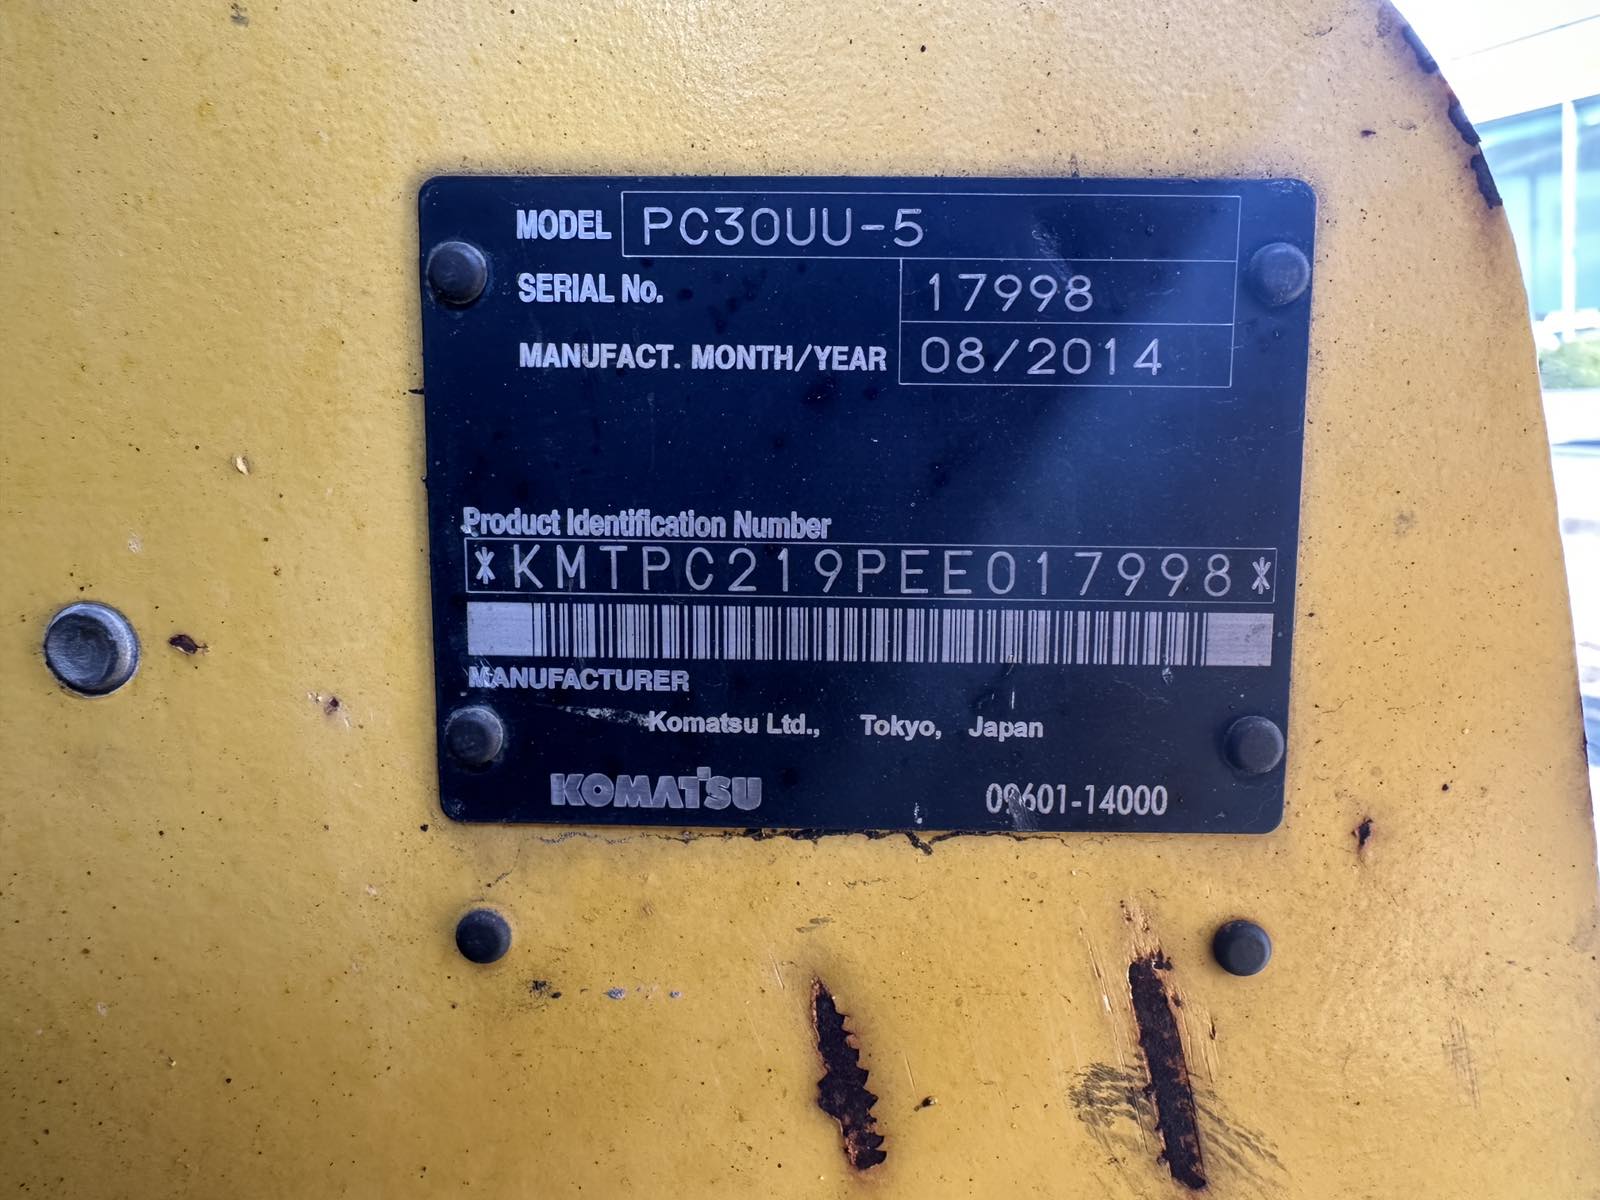 MODEL PC30UU-5
SERIAL No. 17998
MANUFACT. MONTH/YEAR 08/2014
Product Identification Number
*KMTPC219PEE017998*
MANUFACTURER
Komatsu Ltd., Tokyo, Japan
KOMATSU 09601-14000